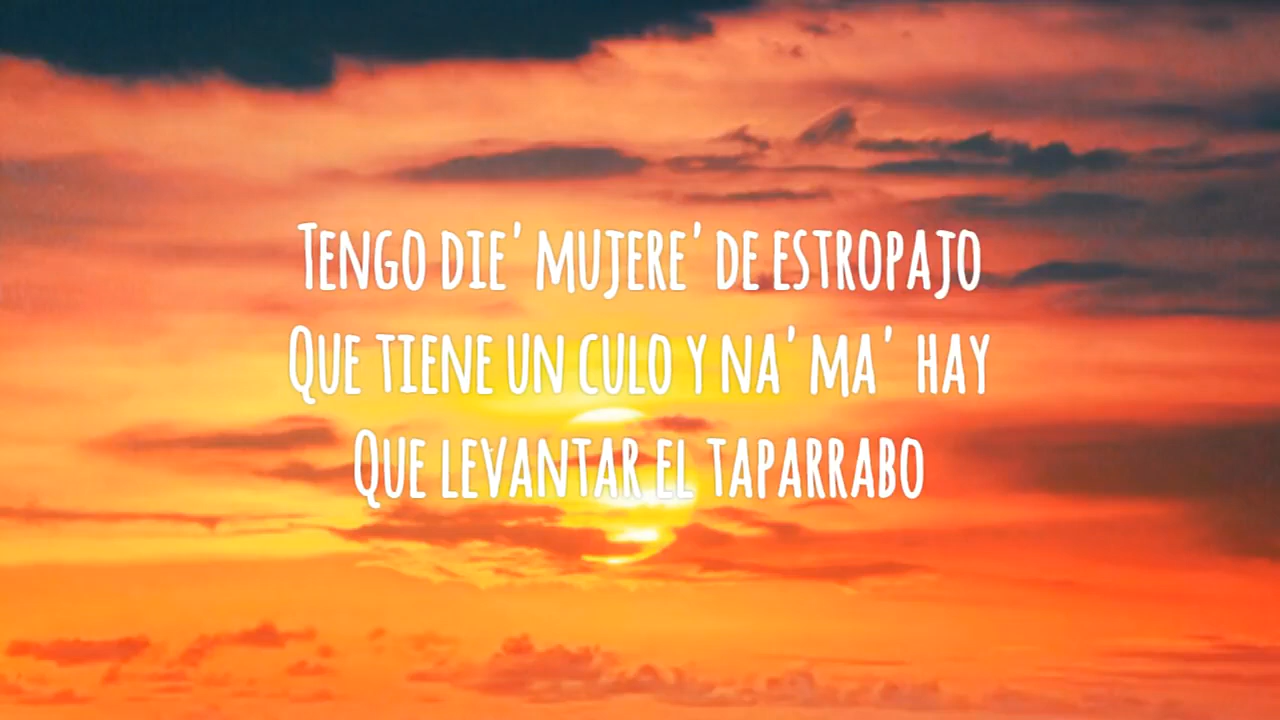 Tengo die' mujere' de estropajo
Que tiene un culo y na' ma' hay
Que levantar el taparrabo